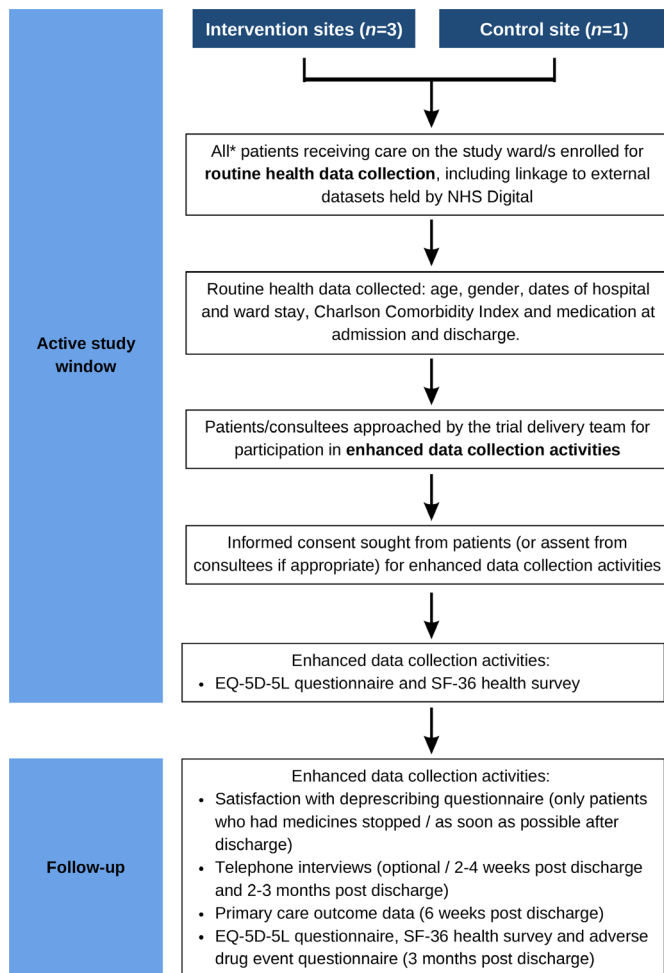 Intervention sites (n=3)
Control site (n=1)
All* patients receiving care on the study ward/s enrolled for
routine health data collection, including linkage to external
datasets held by NHS Digital
Routine health data collected: age, gender, dates of hospital
and ward stay, Charlson Comorbidity Index and medication at
admission and discharge.
Active study
window
Patients/consultees approached by the trial delivery team for
participation in enhanced data collection activities
Informed consent sought from patients (or assent from
consultees if appropriate) for enhanced data collection activities
Enhanced data collection activities:
• EQ-5D-5L questionnaire and SF-36 health survey
Follow-up
Enhanced data collection activities:
• Satisfaction with deprescribing questionnaire (only patients
who had medicines stopped / as soon as possible after
discharge)
• Telephone interviews (optional / 2-4 weeks post discharge
and 2-3 months post discharge)
• Primary care outcome data (6 weeks post discharge)
• EQ-5D-5L questionnaire, SF-36 health survey and adverse
drug event questionnaire (3 months post discharge)